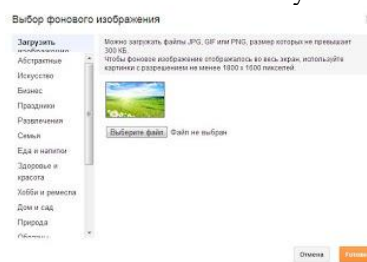 Выбор фонового изображения
Загрузить
изображение
Абстрактные
Искусство
Бизнес
Праздники
Развлечения
Семья
Еда и напитки
Здоровье и
красота
Хобби и ремесла
Дом и сад
Природа
Можно загружать файлы JPG, GIF или PNG, размер которых не превышает
300 КБ.
Чтобы фоновое изображение отображалось во весь экран, используйте
картинки с разрешением не менее 1800 x 1600 пикселей.
Выберите файл Файл не выбран
Отмена